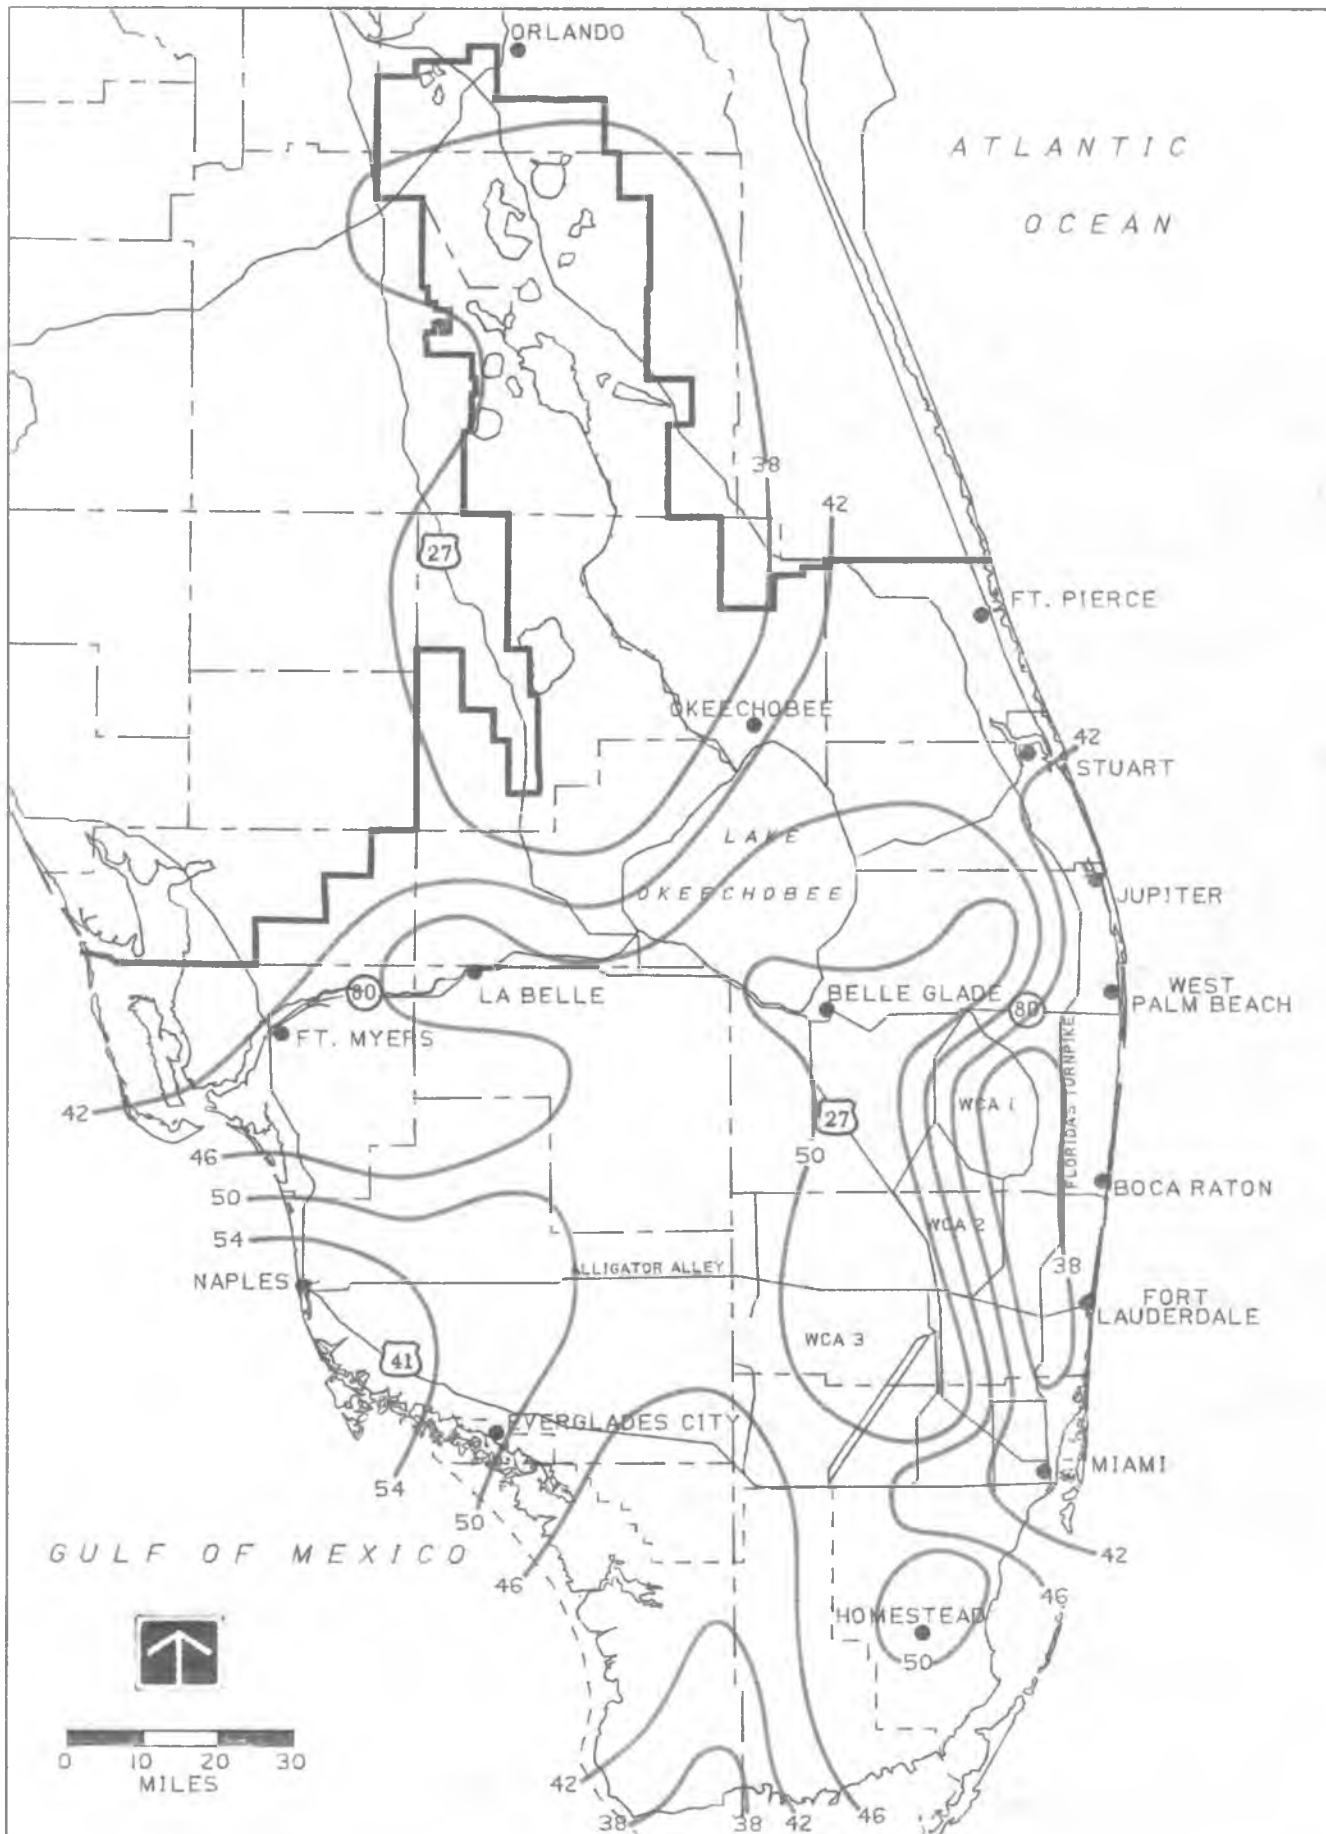 ORLANDO
ATLANTIC
OCEAN
38
42
27
FT. PIERCE
OKEECHOBEE
42
STUART
LAKE
OKEECHOBEE
JUPITER
80
LA BELLE
BELLE GLADE
80
WEST
PALM BEACH
FT. MYERS
42
27
WCA 1
FLORIDAS TURNPIKE
46
50
50
BOCA RATON
54
WCA 2
NAPLES
ALLIGATOR ALLEY
38
FORT
LAUDERDALE
WCA 3
41
EVERGLADES CITY
54
50
MIAMI
GULF OF MEXICO
46
42
46
HOMESTEAD
50
0 10 20 30
MILES
42
38
38
42
46